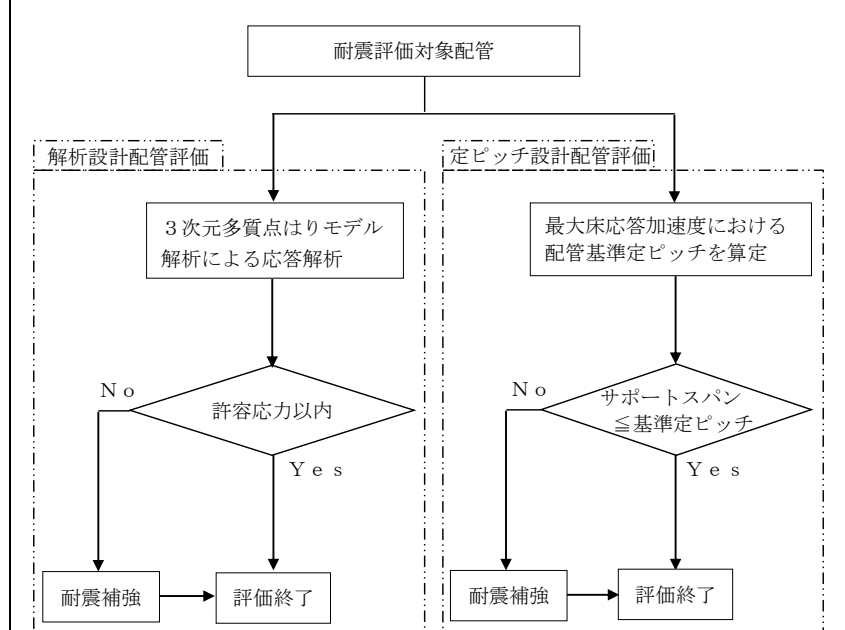 耐震評価対象配管
解析設計配管評価
３次元多質点はりモデル
解析による応答解析
許容応力以内
Ｎｏ
Ｙｅｓ
耐震補強
評価終了
定ピッチ設計配管評価
最大床応答加速度における
配管基準定ピッチを算定
サポートスパン
≦基準定ピッチ
Ｎｏ
Ｙｅｓ
耐震補強
評価終了